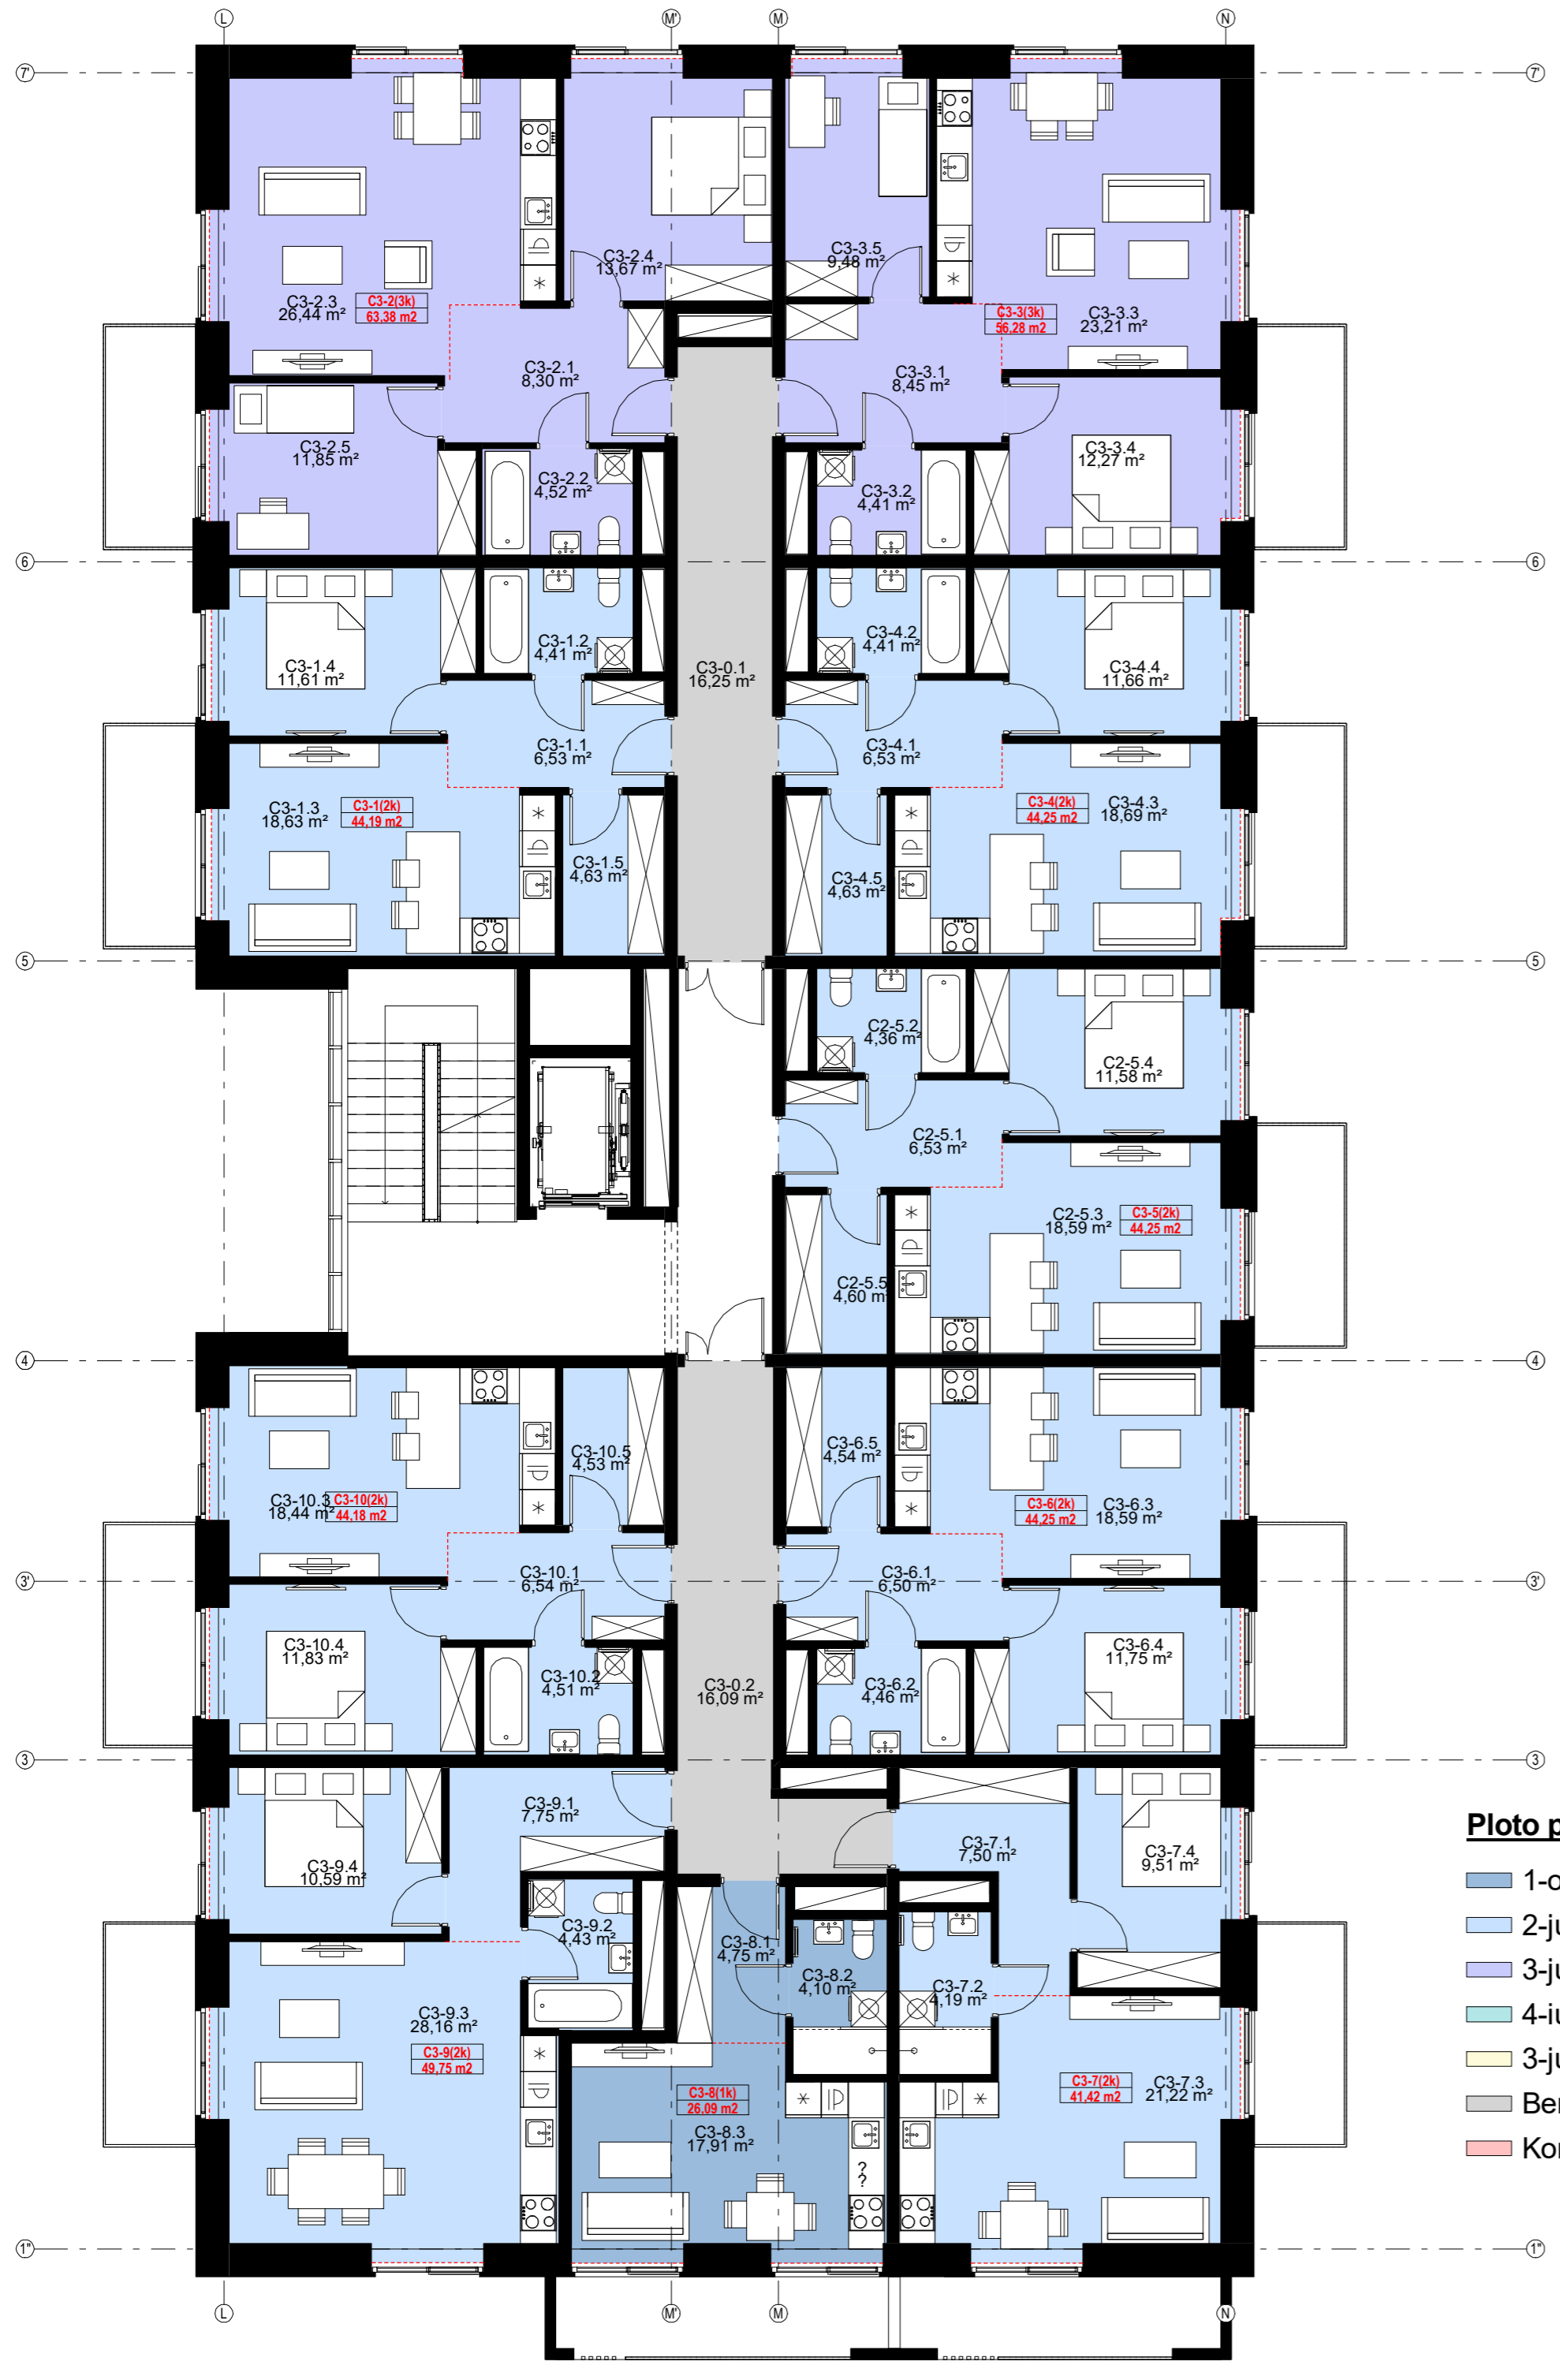 L M' M N
7' 7'
C3-2.3
26,44 m²
C3-2(3k)
63,38 m2
C3-2.4
13,67 m²
C3-3.5
9,48 m²
C3-3(3k)
56,28 m2
C3-3.3
23,21 m²
C3-2.1
8,30 m²
C3-3.1
8,45 m²
C3-2.5
11,85 m²
C3-2.2
4,52 m²
C3-3.2
4,41 m²
C3-3.4
12,27 m²
6 6
C3-1.4
11,61 m²
C3-1.2
4,41 m²
C3-0.1
16,25 m²
C3-4.2
4,41 m²
C3-4.4
11,66 m²
C3-1.1
6,53 m²
C3-4.1
6,53 m²
C3-1.3
18,63 m²
C3-1(2k)
44,19 m2
C3-1.5
4,63 m²
C3-4.5
4,63 m²
C3-4(2k)
44,25 m2
C3-4.3
18,69 m²
5 5
C2-5.2
4,36 m²
C2-5.4
11,58 m²
C2-5.1
6,53 m²
C2-5.3
18,59 m²
C3-5(2k)
44,25 m2
C2-5.5
4,60 m²
4 4
C3-10.3
18,44 m²
C3-10(2k)
44,18 m2
C3-10.5
4,53 m²
C3-6.5
4,54 m²
C3-6(2k)
44,25 m2
C3-6.3
18,59 m²
3' 3'
C3-10.1
6,54 m²
C3-6.1
6,50 m²
C3-10.4
11,83 m²
C3-10.2
4,51 m²
C3-0.2
16,09 m²
C3-6.2
4,46 m²
C3-6.4
11,75 m²
3 3
C3-9.1
7,75 m²
C3-9.4
10,59 m²
C3-7.1
7,50 m²
C3-7.4
9,51 m²
C3-9.2
4,43 m²
C3-8.1
4,75 m²
C3-8.2
4,10 m²
C3-7.2
4,19 m²
C3-9.3
28,16 m²
C3-9(2k)
49,75 m2
C3-8(1k)
26.09 m2
C3-8.3
17,91 m²
C3-7(2k)
41,42 m2
C3-7.3
21,22 m²
?
?
1" 1"
L M' M N
Ploto p
1-o
2-ju
3-ju
4-iu
3-ju
Ber
Kor